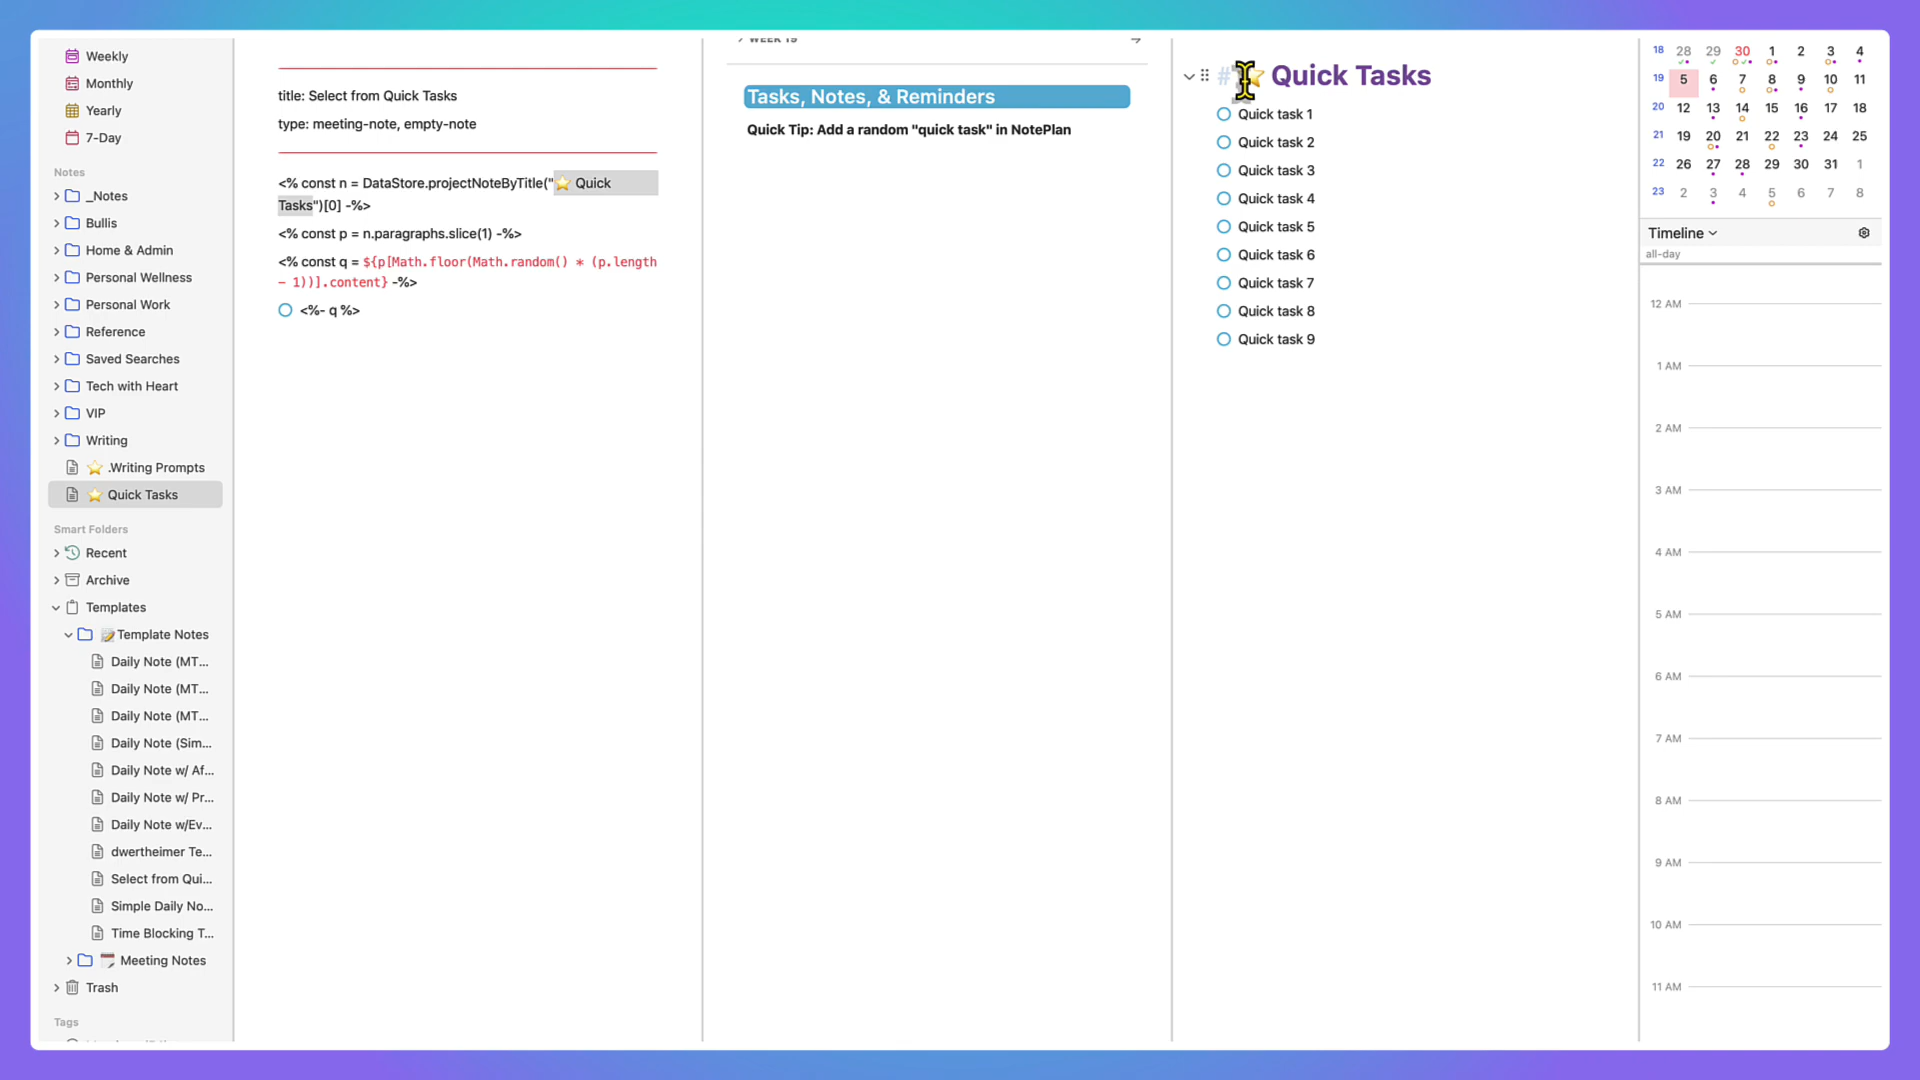 Weekly
Monthly
Yearly
7-Day
Notes
_Notes
Bullis
Home & Admin
Personal Wellness
Personal Work
Reference
Saved Searches
Tech with Heart
VIP
Writing
⭐ .Writing Prompts
⭐ Quick Tasks
Smart Folders
Recent
Archive
Templates
📝Template Notes
Daily Note (MT...
Daily Note (MT...
Daily Note (MT...
Daily Note (Sim...
Daily Note w/ Af...
Daily Note w/ Pr...
Daily Note w/Ev...
dwertheimer Te...
Select from Qui...
Simple Daily No...
Time Blocking T...
Meeting Notes
Trash
Tags
title: Select from Quick Tasks
type: meeting-note, empty-note
<% const n = DataStore.projectNoteByTitle("⭐ Quick
Tasks")[0] -%>
<% const p = n.paragraphs.slice(1) -%>
<% const q = ${p[Math.floor(Math.random() * (p.length
- 1))].content} -%>
<%- q %>
WEEK 19
Tasks, Notes, & Reminders
Quick Tip: Add a random "quick task" in NotePlan
# ⭐ Quick Tasks
Quick task 1
Quick task 2
Quick task 3
Quick task 4
Quick task 5
Quick task 6
Quick task 7
Quick task 8
Quick task 9
18 28 29 30 1 2 3 4
19 5 6 7 8 9 10 11
20 12 13 14 15 16 17 18
21 19 20 21 22 23 24 25
22 26 27 28 29 30 31 1
23 2 3 4 5 6 7 8
Timeline
all-day
12 AM
1 AM
2 AM
3 AM
4 AM
5 AM
6 AM
7 AM
8 AM
9 AM
10 AM
11 AM